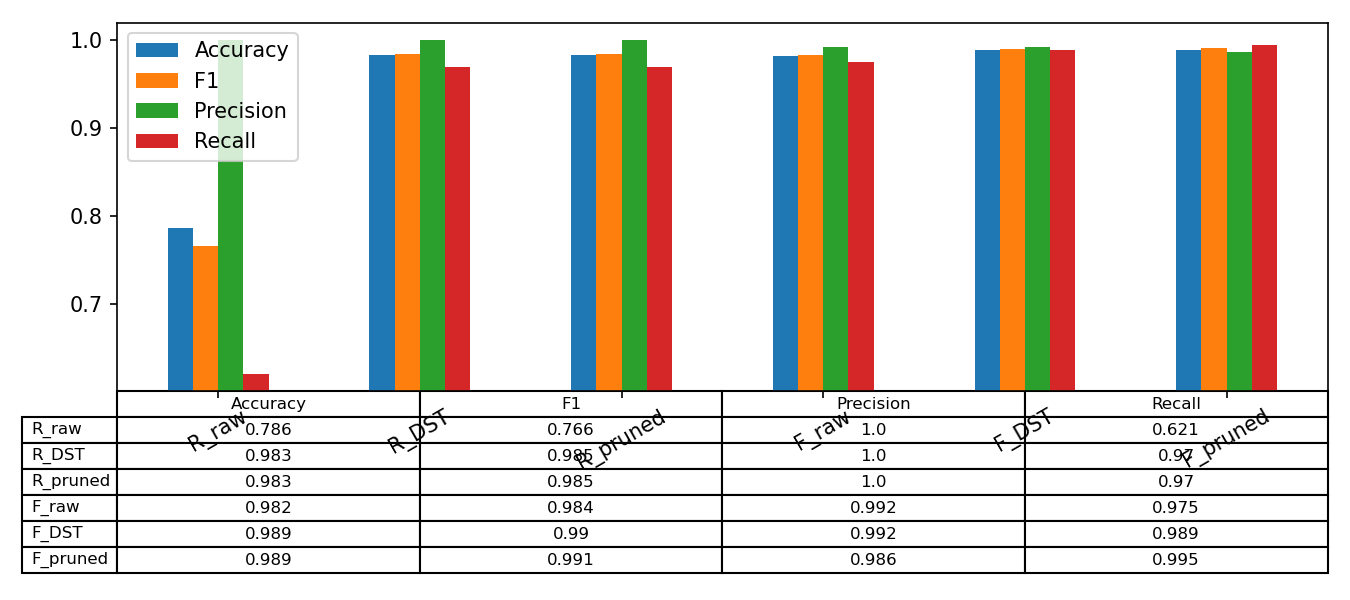 1.0
0.9
0.8
0.7
Accuracy
F1
Precision
Recall
R_raw R_DST R_pruned F_raw F_DST F_pruned
Accuracy F1 Precision Recall
R_raw 0.786 0.766 1.0 0.621
R_DST 0.983 0.985 1.0 0.97
R_pruned 0.983 0.985 1.0 0.97
F_raw 0.982 0.984 0.992 0.975
F_DST 0.989 0.99 0.992 0.989
F_pruned 0.989 0.991 0.986 0.995